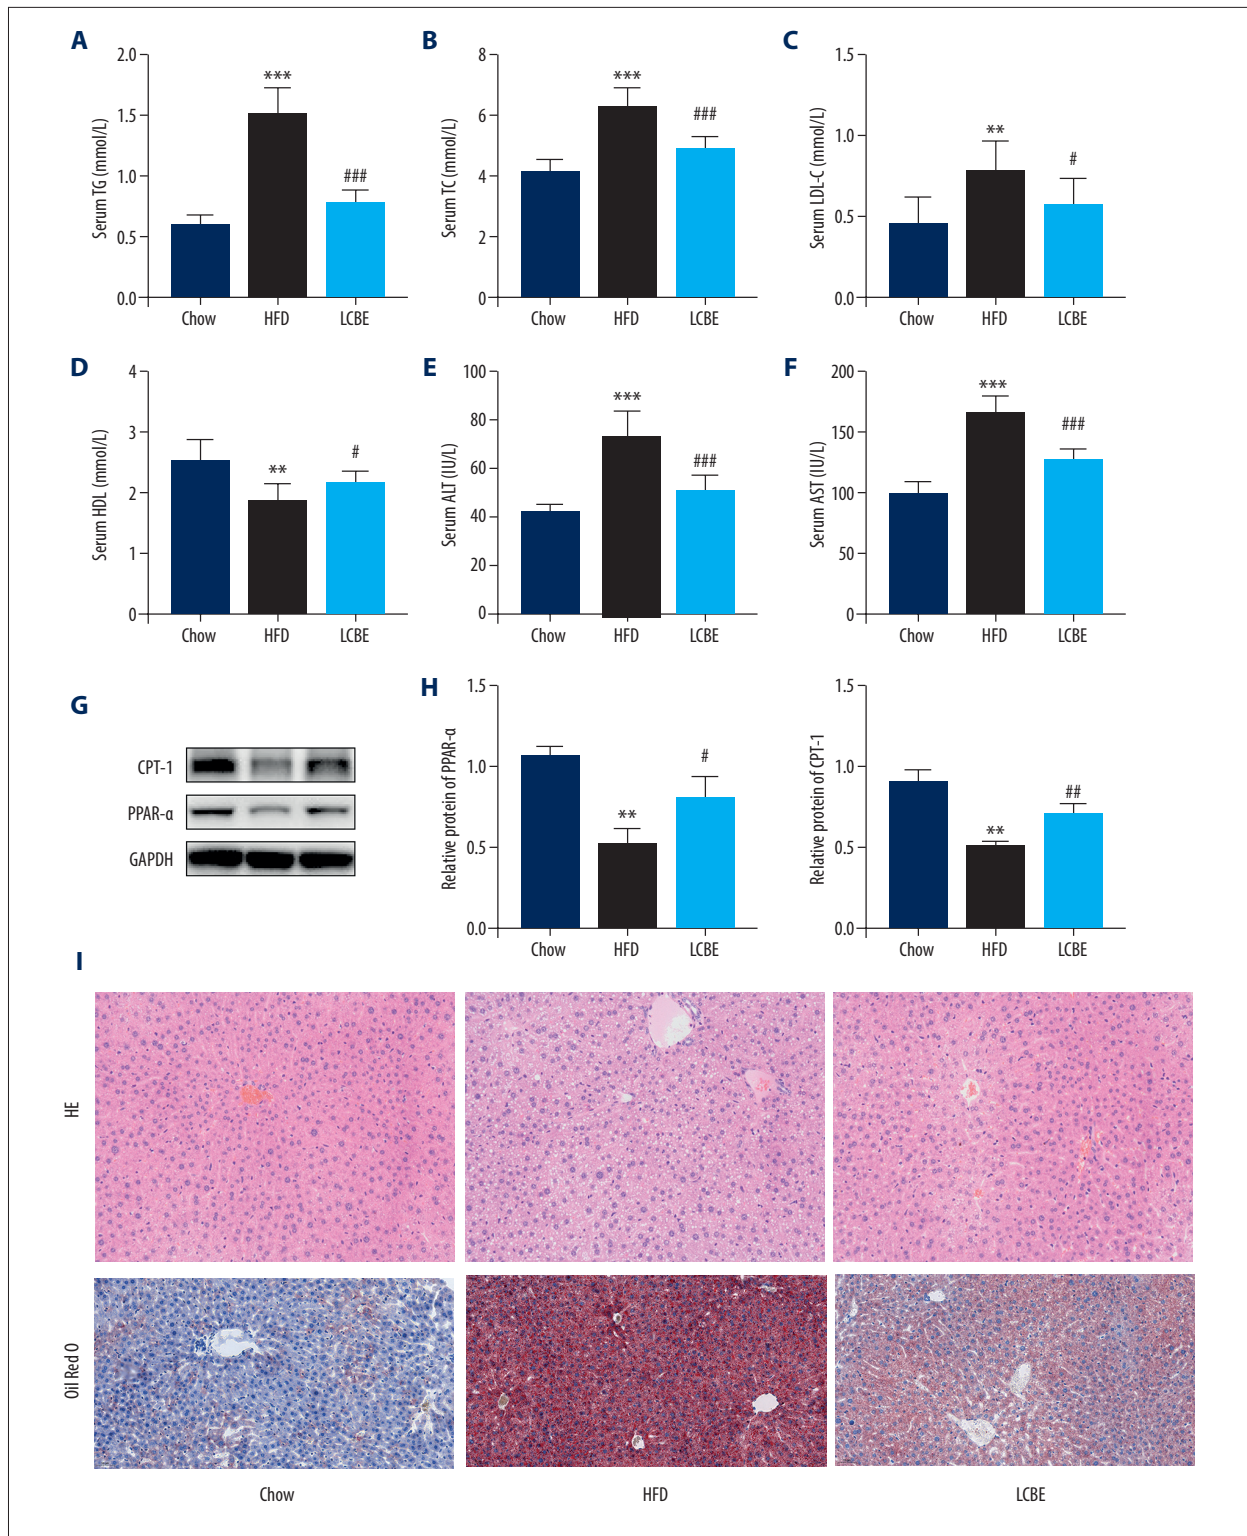 A
Serum TG (mmol/L)
2.0
1.5
1.0
0.5
0.0
***
###
Chow HFD LCBE
B
Serum TC (mmol/L)
8
6
4
2
0
***
###
Chow HFD LCBE
C
Serum LDL-C (mmol/L)
1.5
1.0
0.5
0.0
**
#
Chow HFD LCBE
D
Serum HDL (mmol/L)
4
3
2
1
0
**
#
Chow HFD LCBE
E
Serum ALT (IU/L)
100
80
60
40
20
0
***
###
Chow HFD LCBE
F
Serum AST (IU/L)
200
150
100
50
0
***
###
Chow HFD LCBE
G
CPT-1
PPAR-α
GAPDH
H
Relative protein of PPAR-α
1.5
1.0
0.5
0.0
**
#
Chow HFD LCBE
Relative protein of CPT-1
1.5
1.0
0.5
0.0
**
##
Chow HFD LCBE
I
HE
Oil Red O
Chow HFD LCBE